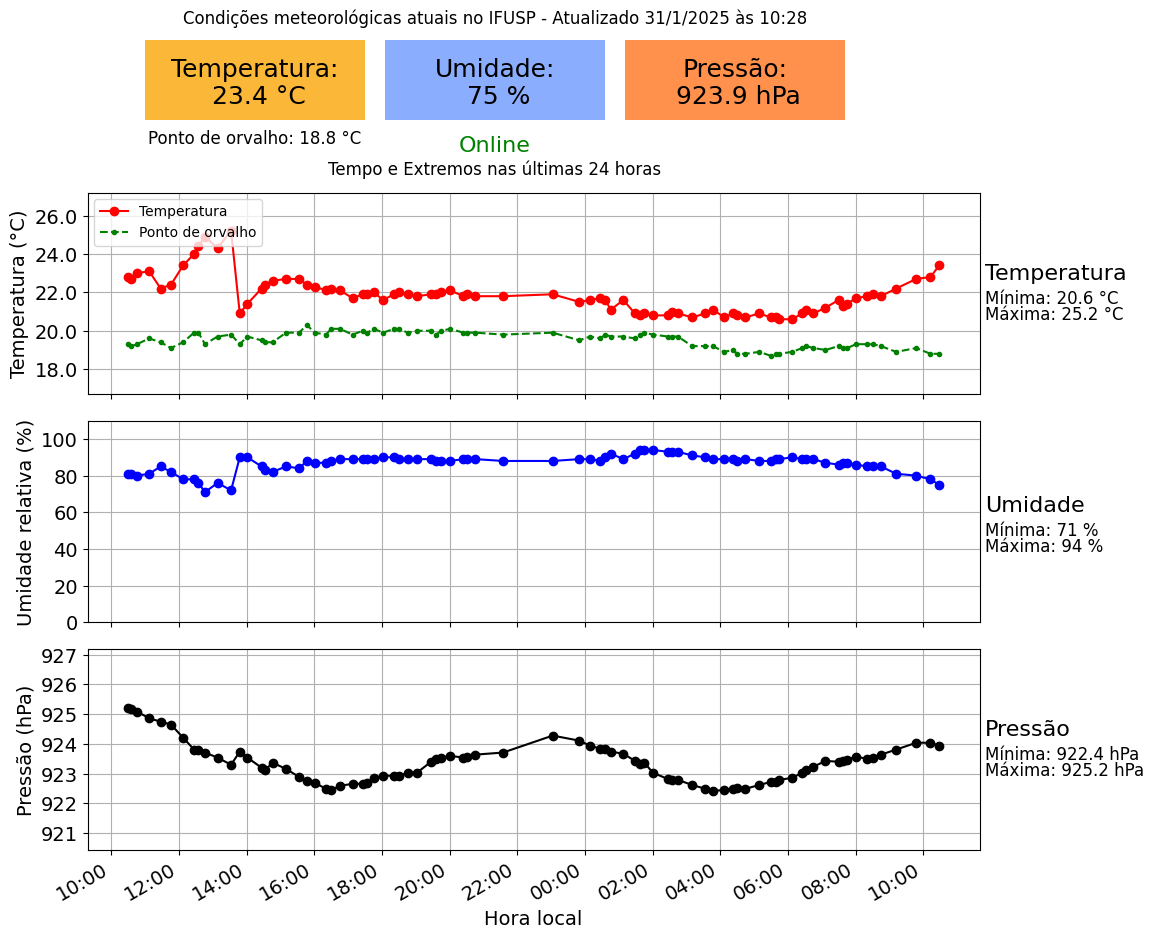 Condições meteorológicas atuais no IFUSP - Atualizado 31/1/2025 às 10:28
Temperatura:
23.4 °C
Umidade:
75 %
Pressão:
923.9 hPa
Ponto de orvalho: 18.8 °C
Online
Tempo e Extremos nas últimas 24 horas
Temperatura (°C)
26.0
24.0
22.0
20.0
18.0
Temperatura
Ponto de orvalho
Temperatura
Mínima: 20.6 °C
Máxima: 25.2 °C
Umidade relativa (%)
100
80
60
40
20
0
Umidade
Mínima: 71 %
Máxima: 94 %
Pressão (hPa)
927
926
925
924
923
922
921
Pressão
Mínima: 922.4 hPa
Máxima: 925.2 hPa
10:00
12:00
14:00
16:00
18:00
20:00
22:00
00:00
02:00
04:00
06:00
08:00
10:00
Hora local